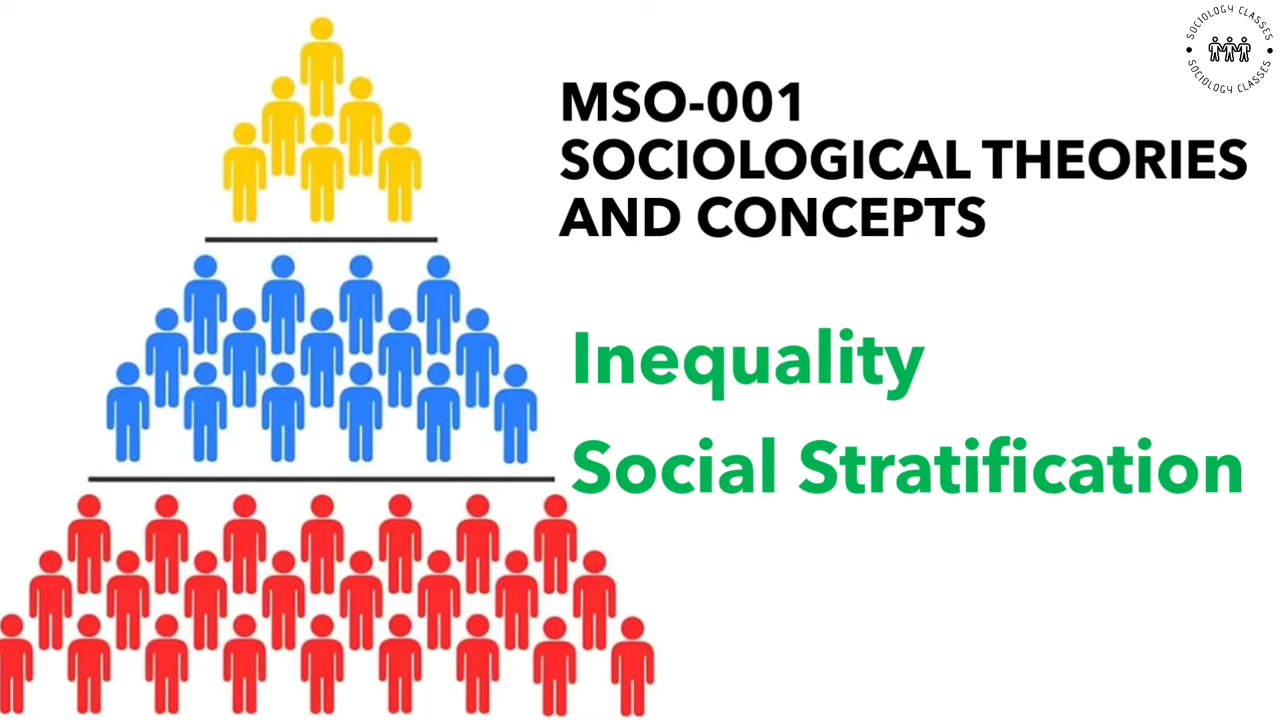 MSO-001
SOCIOLOGICAL THEORIES
AND CONCEPTS
Inequality
Social Stratification
SOCIOLOGY CLASSES
SOCIOLOGY CLASSES